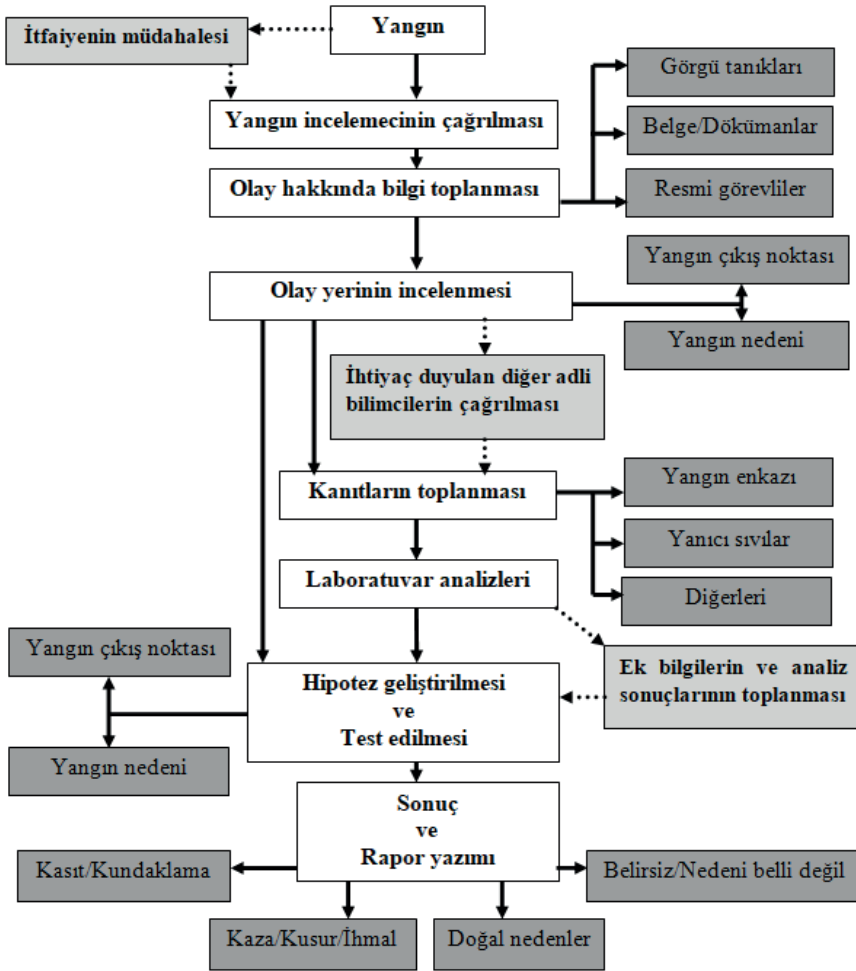 Yangın
İtfaiyenin müdahalesi
Görgü tanıkları
Yangın incelemecinin çağrılması
Belge/Dökümanlar
Olay hakkında bilgi toplanması
Resmi görevliler
Yangın çıkış noktası
Olay yerinin incelenmesi
Yangın nedeni
İhtiyaç duyulan diğer adli
bilimcilerin çağrılması
Kanıtların toplanması
Yangın enkazı
Yanıcı sıvılar
Laboratuvar analizleri
Diğerleri
Yangın çıkış noktası
Ek bilgilerin ve analiz
sonuçlarının toplanması
Hipotez geliştirilmesi
ve
Test edilmesi
Yangın nedeni
Sonuç
ve
Rapor yazımı
Kasıt/Kundaklama
Belirsiz/Nedeni belli değil
Kaza/Kusur/İhmal
Doğal nedenler